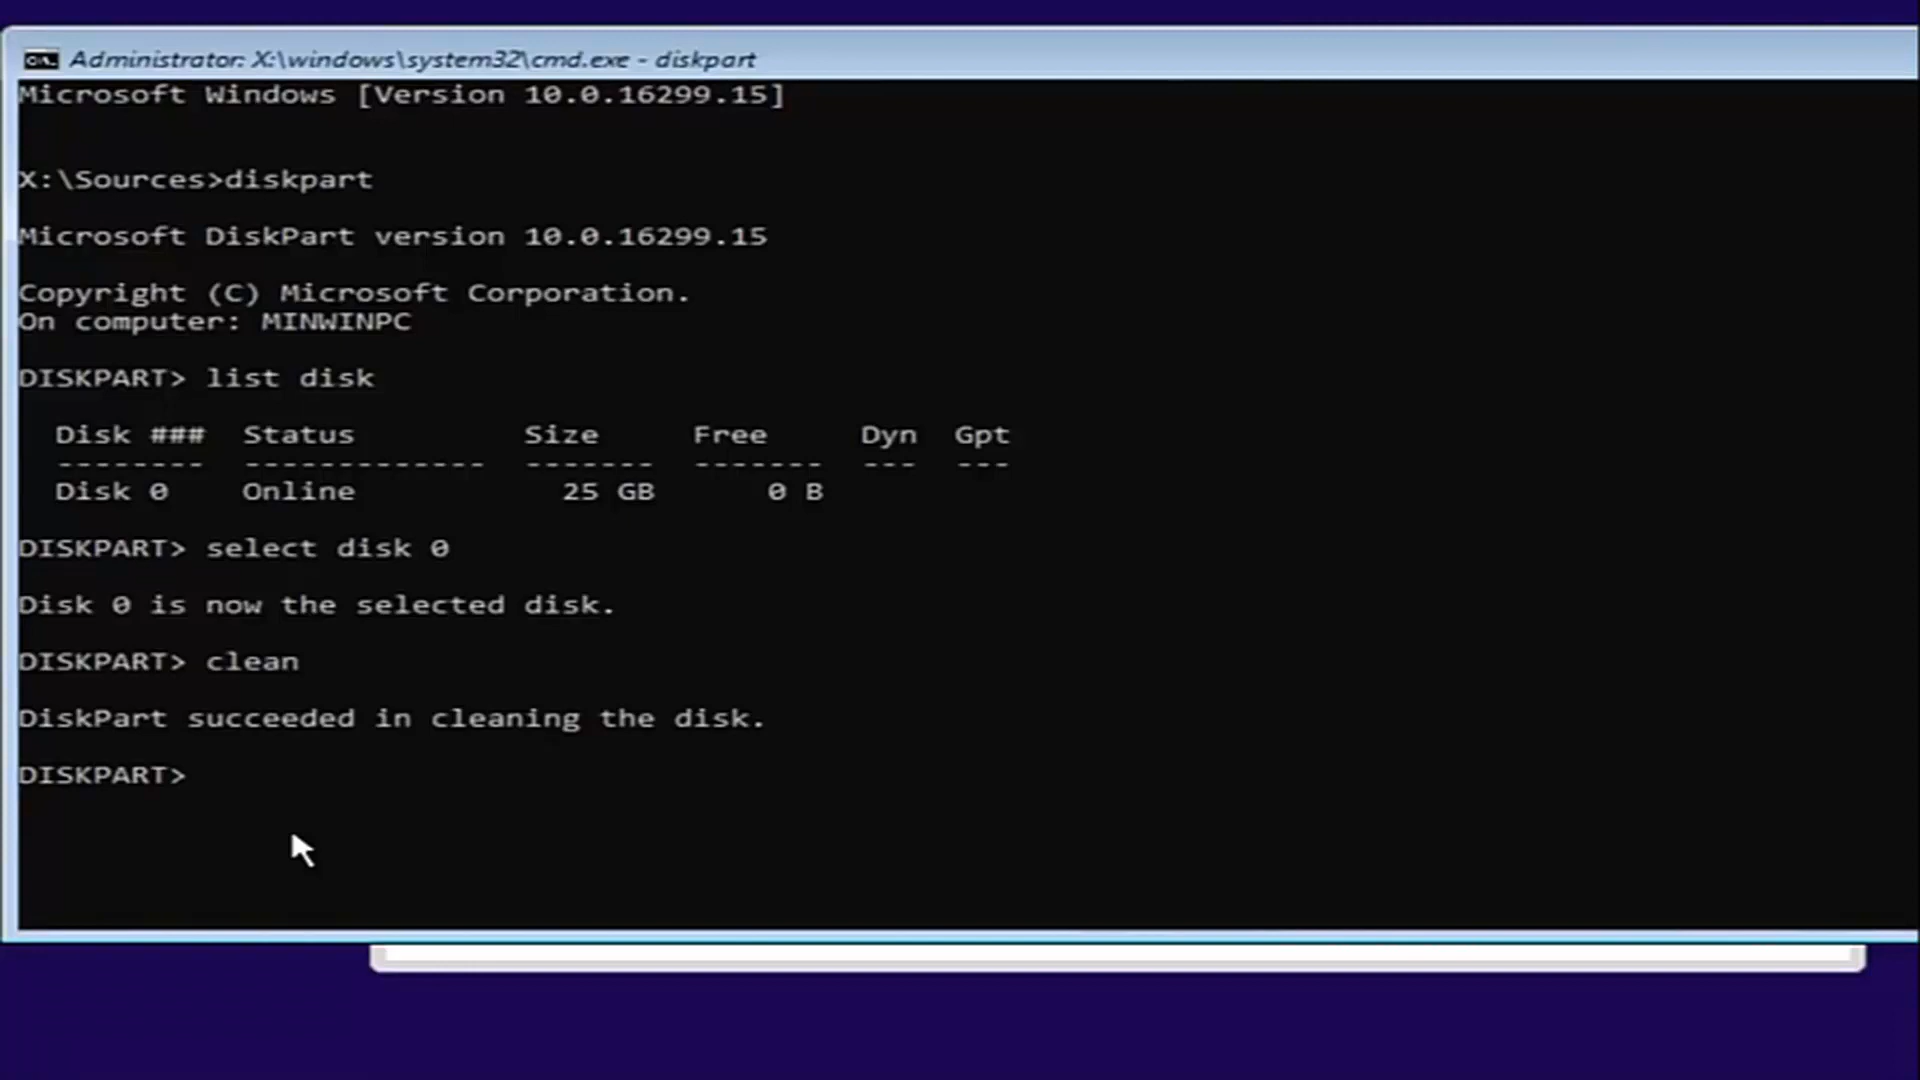 Administrator: X:\windows\system32\cmd.exe - diskpart
Microsoft Windows [Version 10.0.16299.15]
X:\Sources>diskpart
Microsoft DiskPart version 10.0.16299.15
Copyright (C) Microsoft Corporation.
On computer: MINWINPC
DISKPART> list disk
Disk ### Status Size Free Dyn Gpt
-------- ------------- ------- ------- --- ---
Disk 0 Online 25 GB 0 B
DISKPART> select disk 0
Disk 0 is now the selected disk.
DISKPART> clean
DiskPart succeeded in cleaning the disk.
DISKPART>